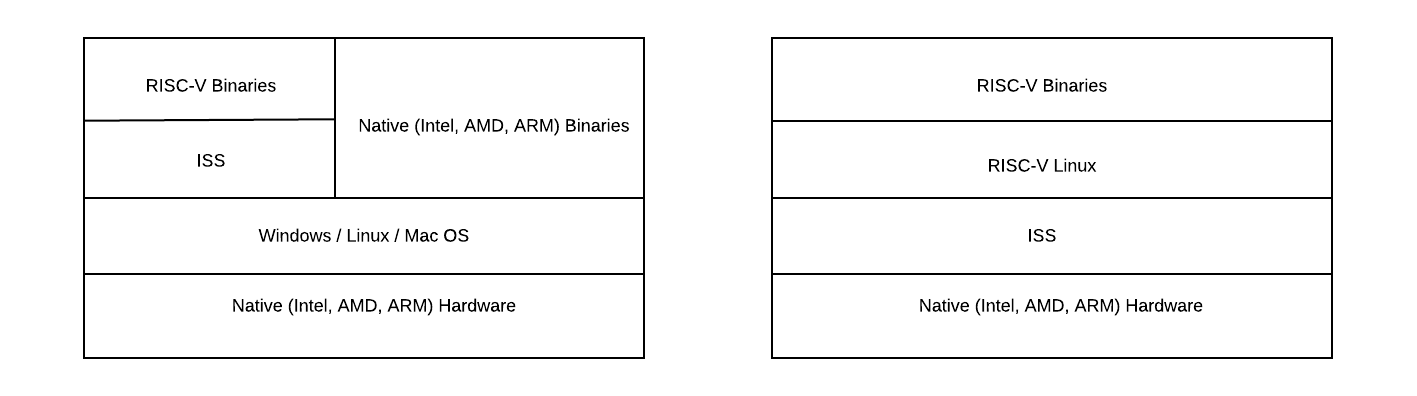 RISC-V Binaries
ISS
Native (Intel, AMD, ARM) Binaries
Windows / Linux / Mac OS
Native (Intel, AMD, ARM) Hardware
RISC-V Binaries
RISC-V Linux
ISS
Native (Intel, AMD, ARM) Hardware